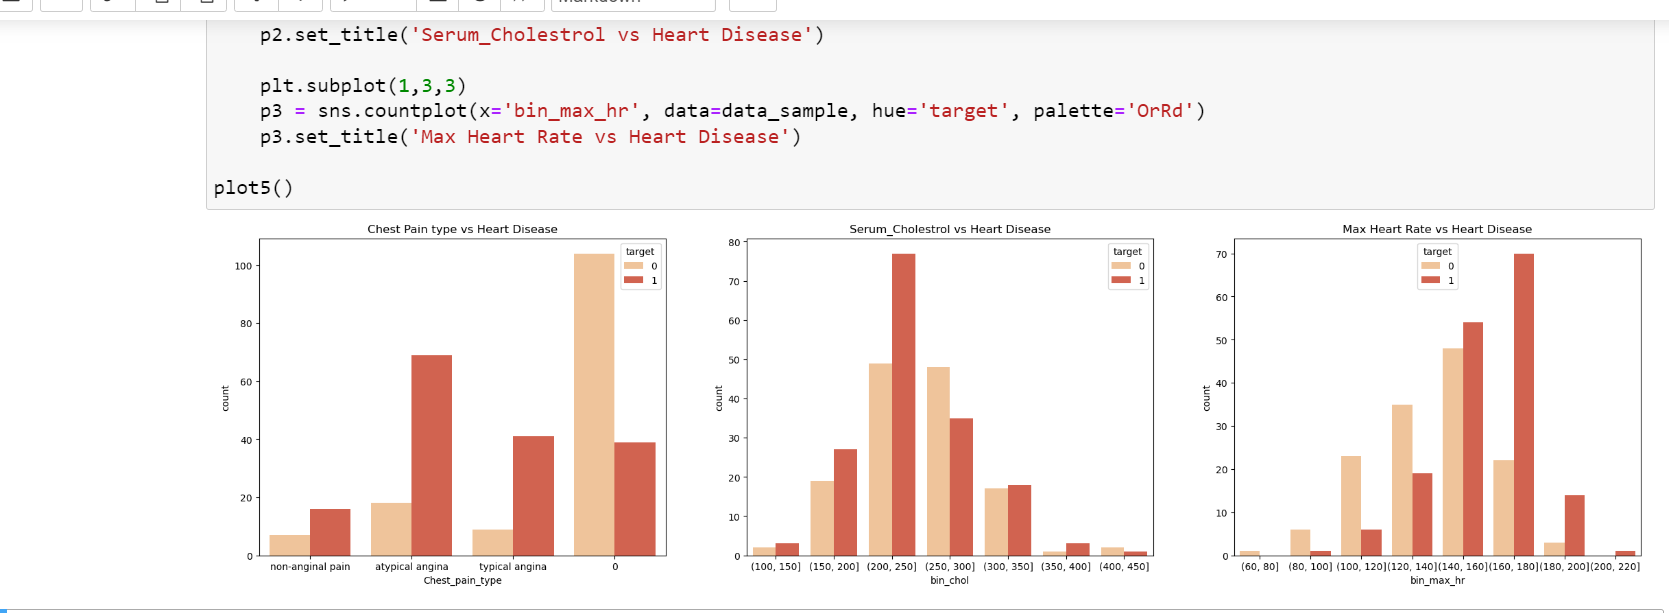 p2.set_title('Serum_Cholestrol vs Heart Disease')
plt.subplot(1,3,3)
p3 = sns.countplot(x='bin_max_hr', data=data_sample, hue='target', palette='OrRd')
p3.set_title('Max Heart Rate vs Heart Disease')
plot5()
Chest Pain type vs Heart Disease
target
0
1
100
80
60
40
20
0
count
non-anginal pain atypical angina typical angina 0
Chest_pain_type
Serum_Cholestrol vs Heart Disease
target
0
1
80
70
60
50
40
30
20
10
0
count
(100, 150] (150, 200] (200, 250] (250, 300] (300, 350] (350, 400] (400, 450]
bin_chol
Max Heart Rate vs Heart Disease
target
0
1
70
60
50
40
30
20
10
0
count
(60, 80] (80, 100] (100, 120] (120, 140] (140, 160] (160, 180] (180, 200] (200, 220]
bin_max_hr